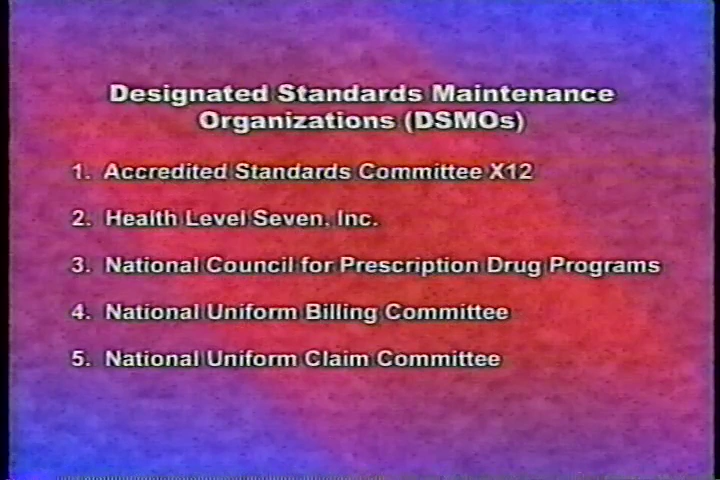 Designated Standards Maintenance
Organizations (DSMOs)
1. Accredited Standards Committee X12
2. Health Level Seven, Inc.
3. National Council for Prescription Drug Programs
4. National Uniform Billing Committee
5. National Uniform Claim Committee